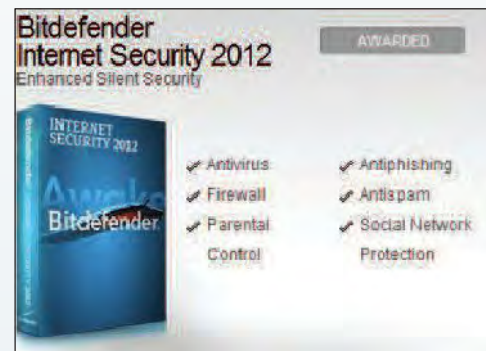 Bitdefender
Internet Security 2012
AWARDED
Enhanced Silent Security
INTERNET
SECURITY 2012
Awake
Bitdefender
Bitdefender
Antivirus
Firewall
Parental
Control
Antiphishing
Antispam
Social Network
Protection